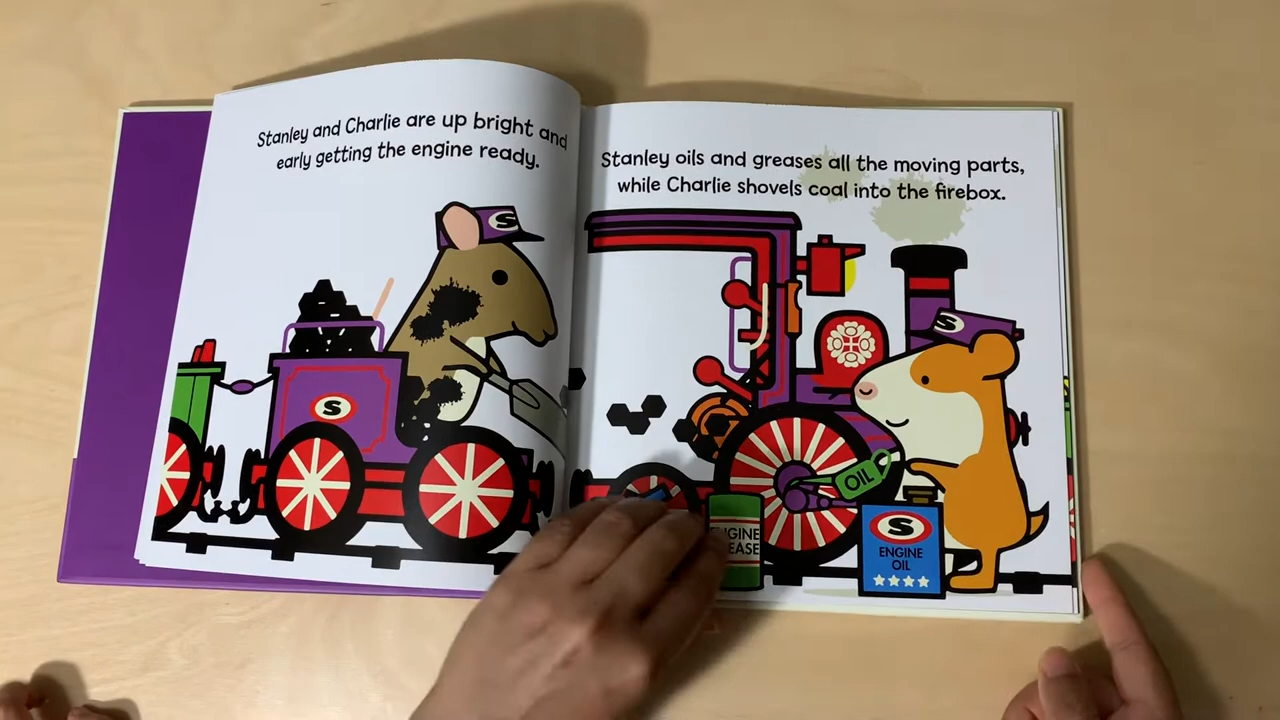 Stanley and Charlie are up bright and
early getting the engine ready.
S
S
Stanley oils and greases all the moving parts,
while Charlie shovels coal into the firebox.
S
OIL
S
ENGINE
OIL